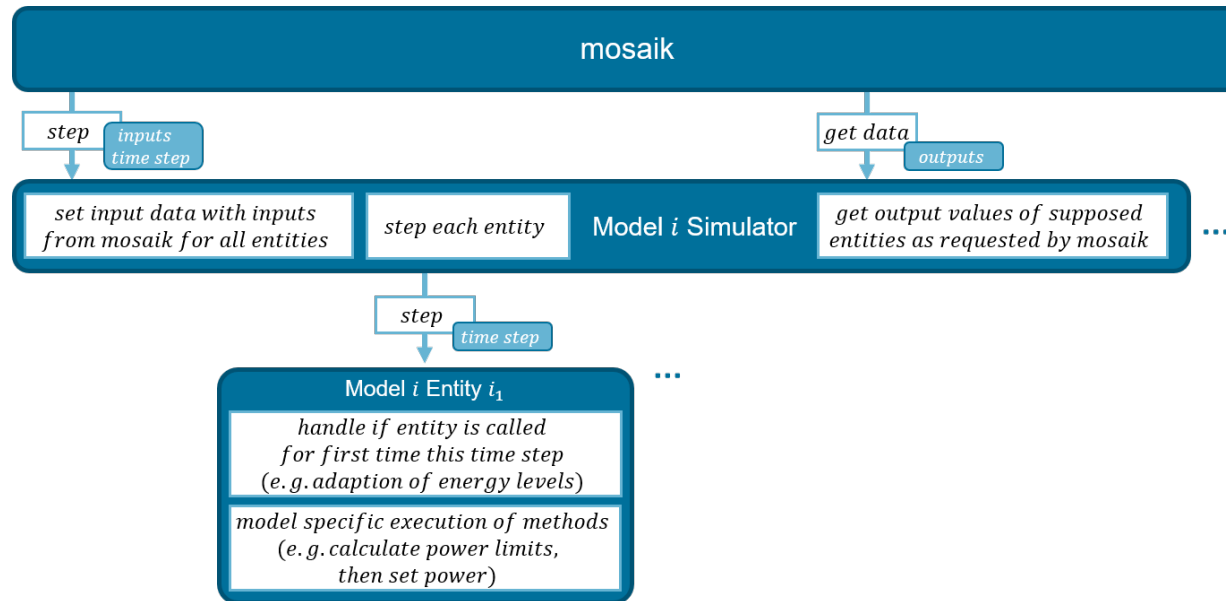 mosaik
step
inputs
time step
get data
outputs
set input data with inputs
from mosaik for all entities
step each entity
Model i Simulator
get output values of supposed
entities as requested by mosaik
...
step
time step
...
Model i Entity i₁
handle if entity is called
for first time this time step
(e.g. adaption of energy levels)
model specific execution of methods
(e.g. calculate power limits,
then set power)